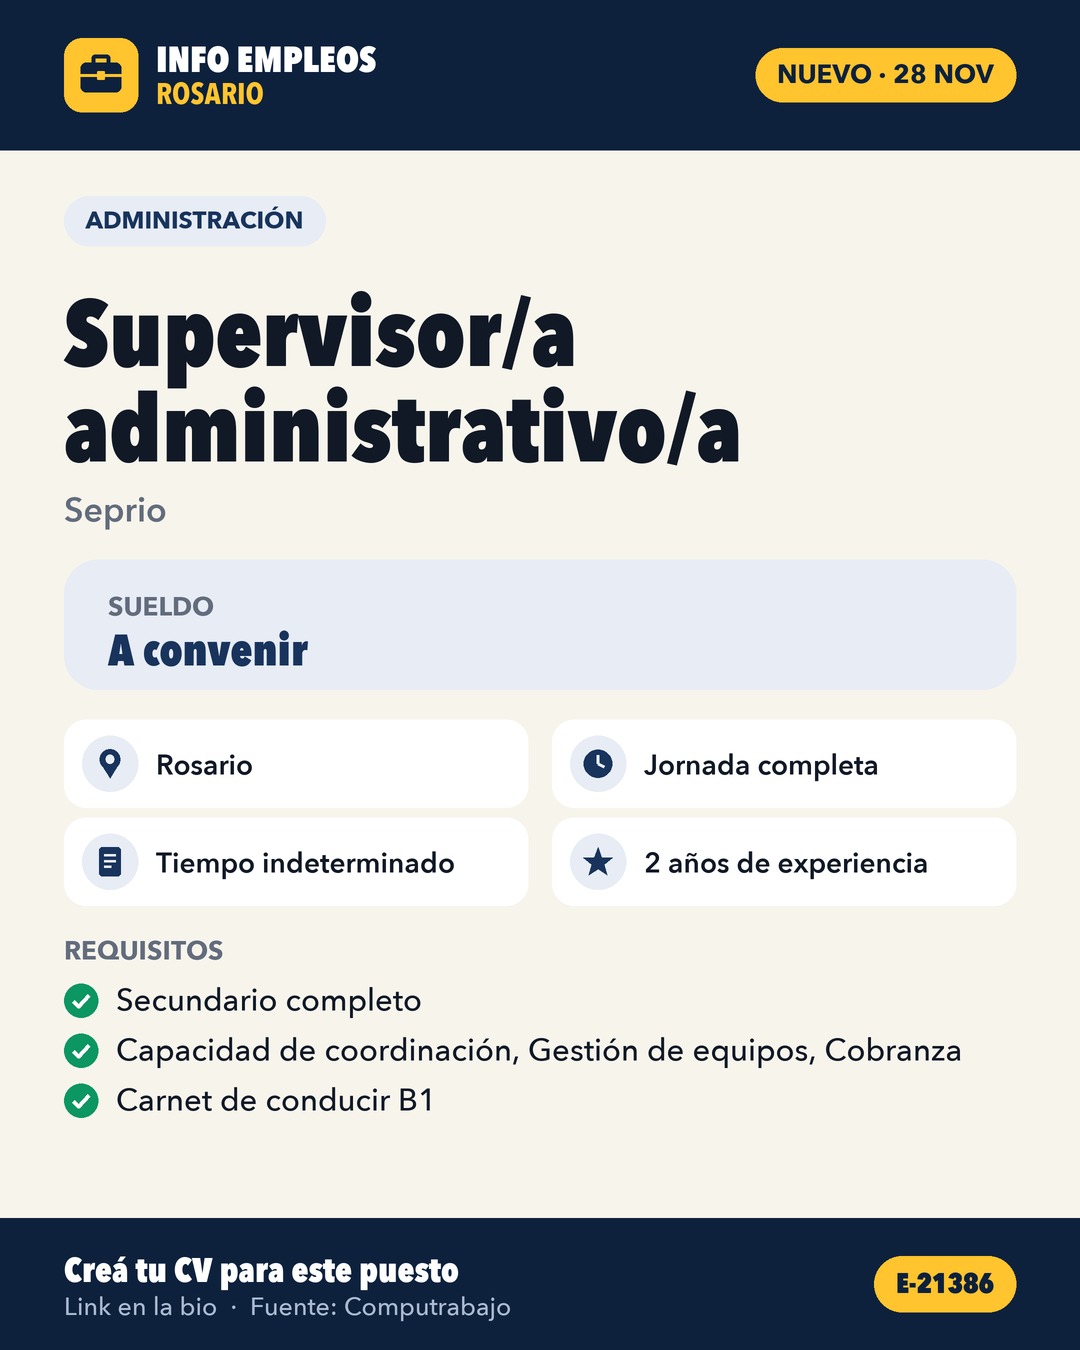 INFO EMPLEOS
ROSARIO
NUEVO · 28 NOV
ADMINISTRACIÓN
Supervisor/a
administrativo/a
Seprio
SUELDO
A convenir
Rosario
Jornada completa
Tiempo indeterminado
2 años de experiencia
REQUISITOS
Secundario completo
Capacidad de coordinación, Gestión de equipos, Cobranza
Carnet de conducir B1
Creá tu CV para este puesto
Link en la bio · Fuente: Computrabajo
E-21386